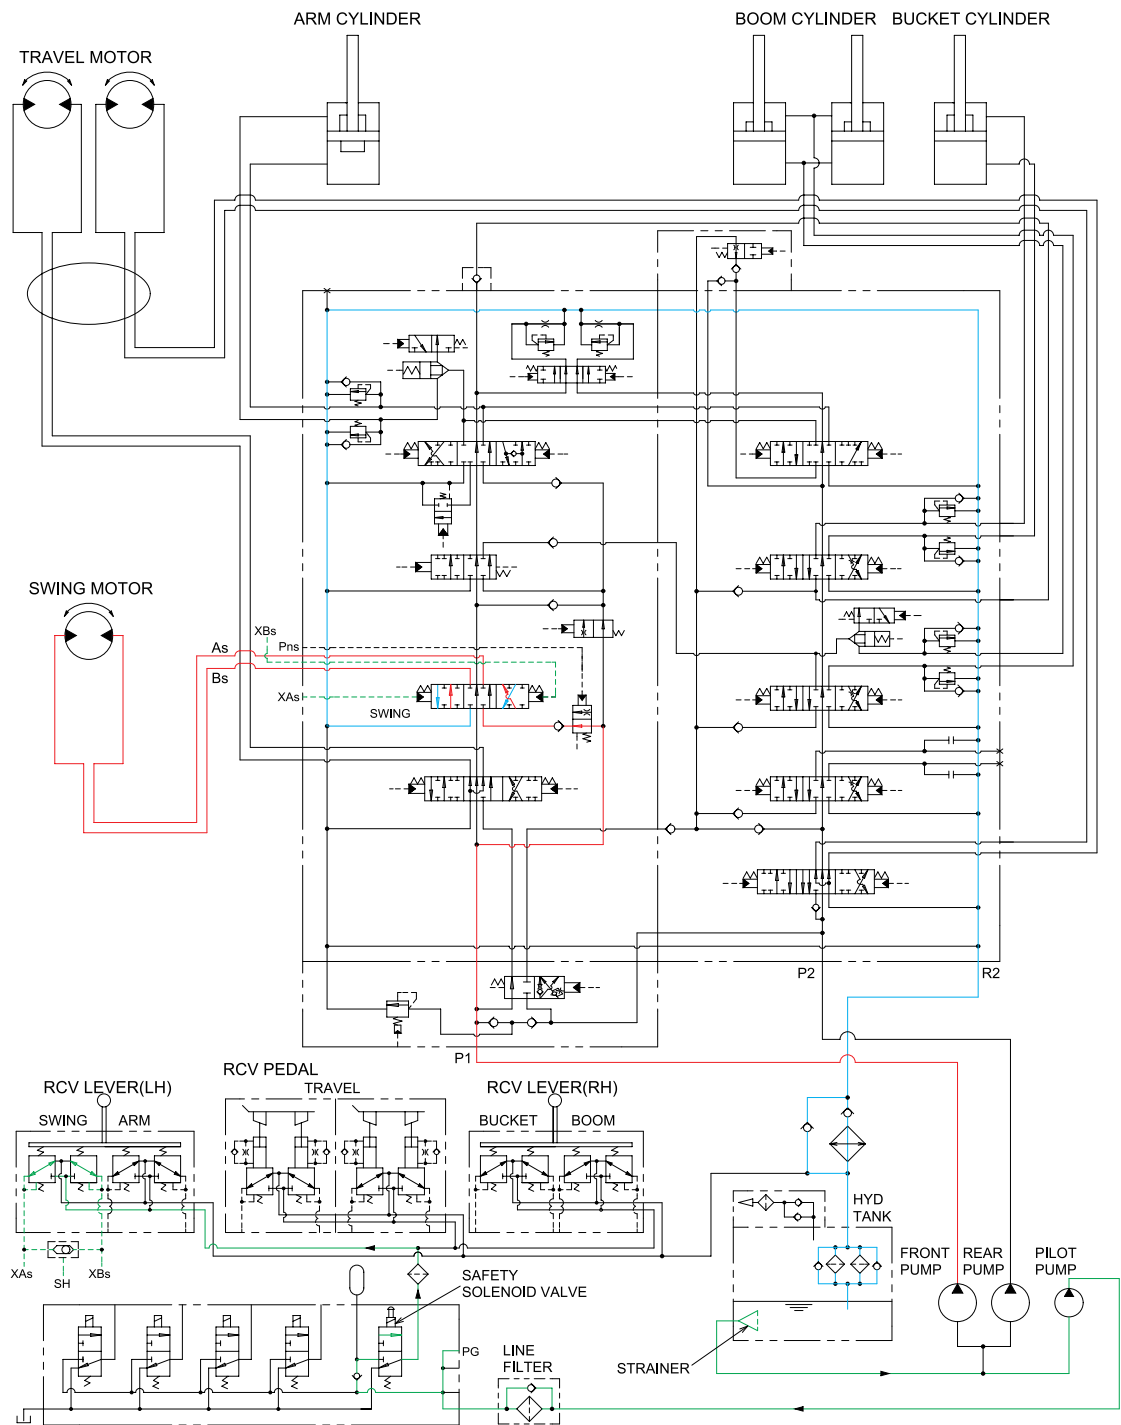 ARM CYLINDER
BOOM CYLINDER
BUCKET CYLINDER
TRAVEL MOTOR
SWING MOTOR
As
Bs
XBs
Pns
XAs
SWING
P2
R2
P1
RCV LEVER(LH)
SWING
ARM
RCV PEDAL
TRAVEL
RCV LEVER(RH)
BUCKET
BOOM
XAs
SH
XBs
SAFETY
SOLENOID VALVE
PG
LINE
FILTER
STRAINER
HYD
TANK
FRONT
PUMP
REAR
PUMP
PILOT
PUMP